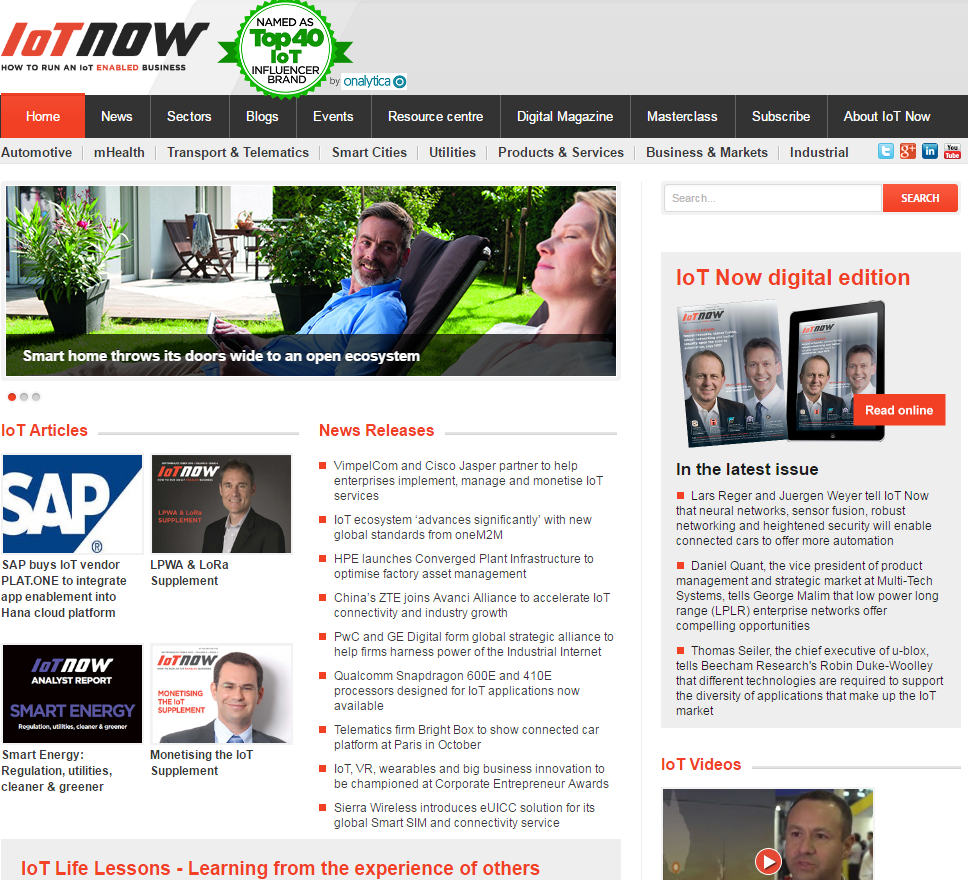 IoTNOW
HOW TO RUN AN IoT ENABLED BUSINESS
NAMED AS
Top 40
IoT
INFLUENCER
BRAND
by onalytica
Home
News
Sectors
Blogs
Events
Resource centre
Digital Magazine
Masterclass
Subscribe
About IoT Now
Automotive
mHealth
Transport & Telematics
Smart Cities
Utilities
Products & Services
Business & Markets
Industrial
You
Tube
Smart home throws its doors wide to an open ecosystem
IoT Articles
SAP
®
SAP buys IoT vendor
PLAT.ONE to integrate
app enablement into
Hana cloud platform
IoTNOW
LPWA & LoRa
SUPPLEMENT
LPWA & LoRa
Supplement
IoTNOW
ANALYST REPORT
SMART ENERGY
Regulation, utilities, cleaner & greener
Smart Energy:
Regulation, utilities,
cleaner & greener
IoTNOW
MONETISING
THE IoT
SUPPLEMENT
Monetising the IoT
Supplement
News Releases
VimpelCom and Cisco Jasper partner to help
enterprises implement, manage and monetise IoT
services
IoT ecosystem ‘advances significantly’ with new
global standards from oneM2M
HPE launches Converged Plant Infrastructure to
optimise factory asset management
China’s ZTE joins Avanci Alliance to accelerate IoT
connectivity and industry growth
PwC and GE Digital form global strategic alliance to
help firms harness power of the Industrial Internet
Qualcomm Snapdragon 600E and 410E
processors designed for IoT applications now
available
Telematics firm Bright Box to show connected car
platform at Paris in October
IoT, VR, wearables and big business innovation to
be championed at Corporate Entrepreneur Awards
Sierra Wireless introduces eUICC solution for its
global Smart SIM and connectivity service
IoT Life Lessons - Learning from the experience of others
Search...
SEARCH
IoT Now digital edition
IoTNOW
IoTNOW
Read online
In the latest issue
Lars Reger and Juergen Weyer tell IoT Now
that neural networks, sensor fusion, robust
networking and heightened security will enable
connected cars to offer more automation
Daniel Quant, the vice president of product
management and strategic market at Multi-Tech
Systems, tells George Malim that low power long
range (LPLR) enterprise networks offer
compelling opportunities
Thomas Seiler, the chief executive of u-blox,
tells Beecham Research's Robin Duke-Woolley
that different technologies are required to support
the diversity of applications that make up the IoT
market
IoT Videos